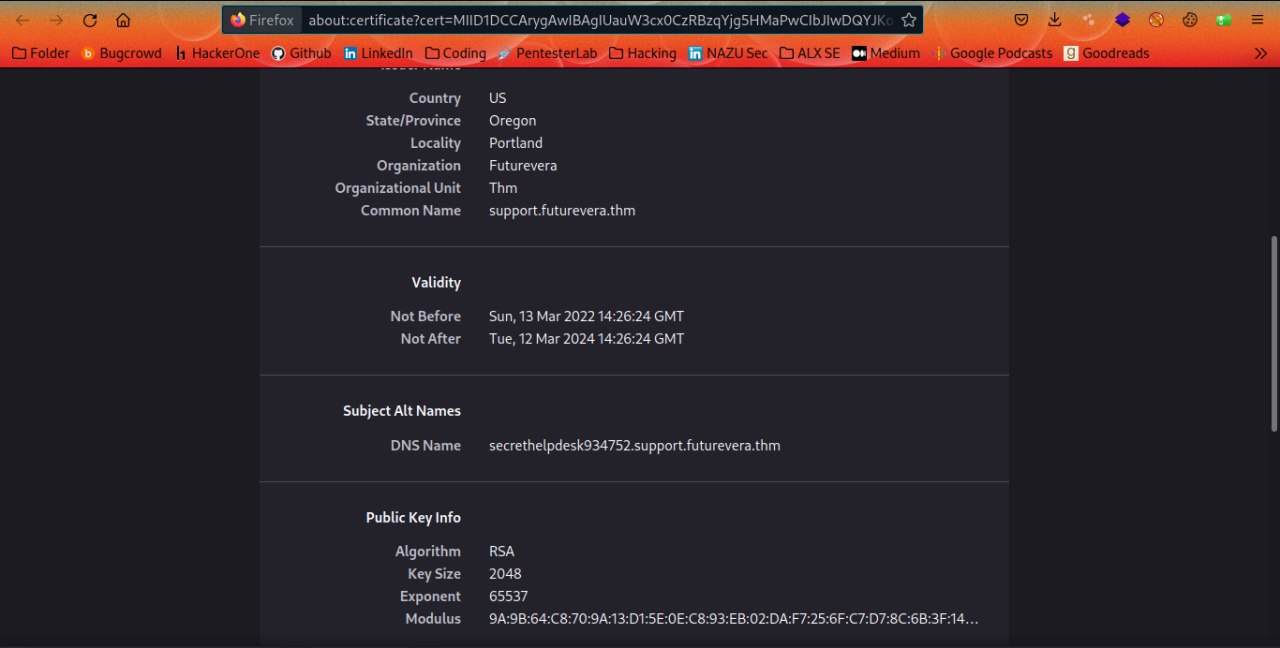 Firefox about:certificate?cert=MIID1DCCArygAwIBAgIUauW3cx0CzRBzqYjg5HMaPwCIbJIwDQYJKo
Folder Bugcrowd HackerOne Github LinkedIn Coding PentesterLab Hacking NAZU Sec ALX SE Medium Google Podcasts Goodreads
Country US
State/Province Oregon
Locality Portland
Organization Futurevera
Organizational Unit Thm
Common Name support.futurevera.thm
Validity
Not Before Sun, 13 Mar 2022 14:26:24 GMT
Not After Tue, 12 Mar 2024 14:26:24 GMT
Subject Alt Names
DNS Name secrethelpdesk934752.support.futurevera.thm
Public Key Info
Algorithm RSA
Key Size 2048
Exponent 65537
Modulus 9A:9B:64:C8:70:9A:13:D1:5E:0E:C8:93:EB:02:DA:F7:25:6F:C7:D7:8C:6B:3F:14…